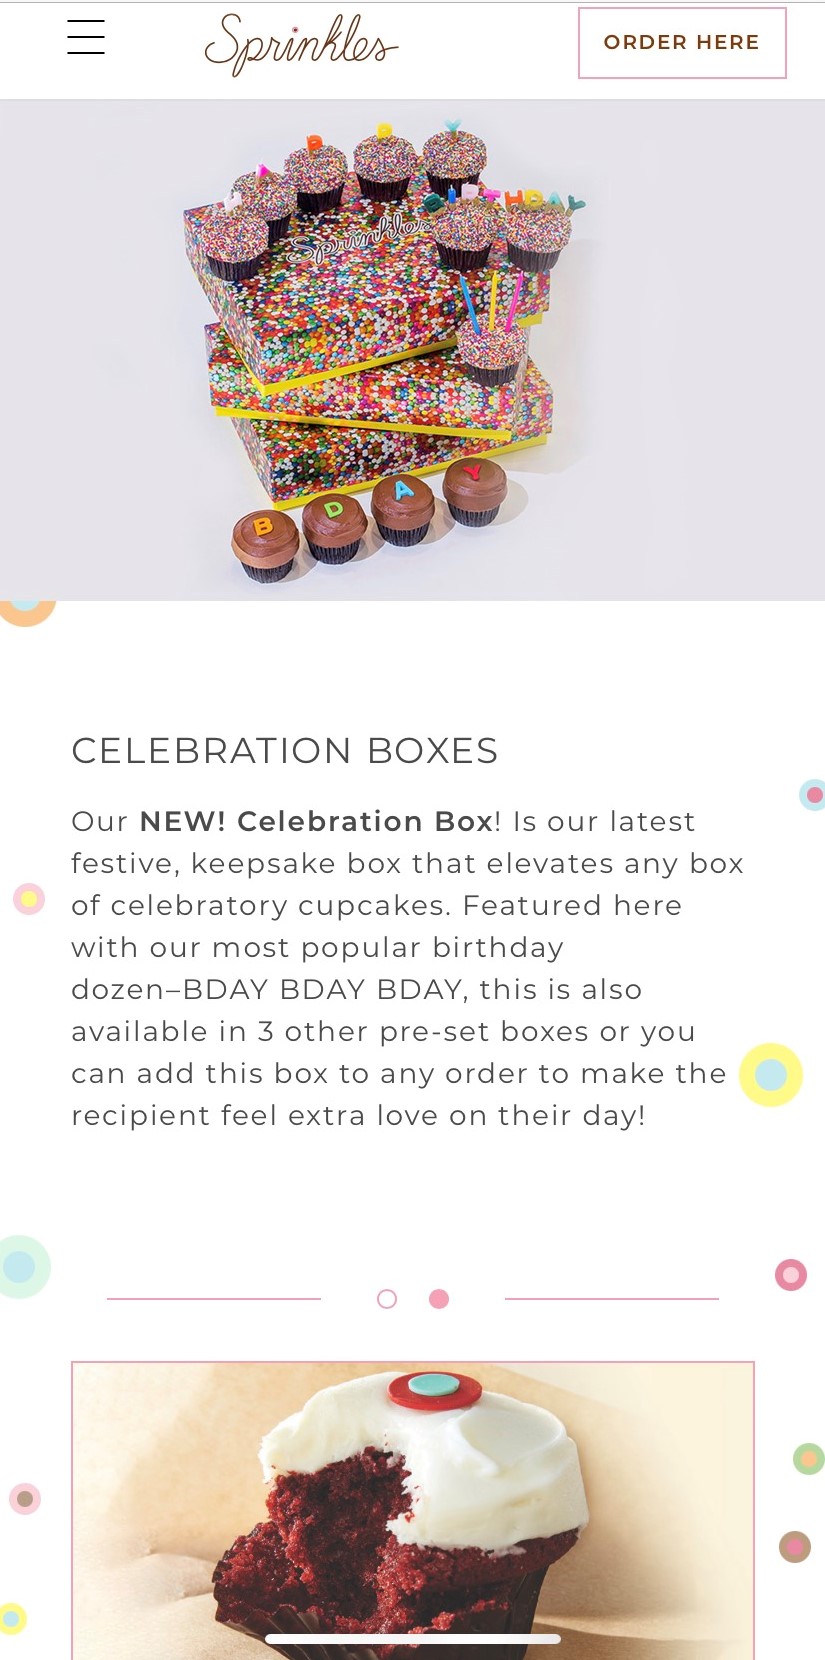 Sprinkles
ORDER HERE
H A P P Y
BIRTHDAY
Sprinkles
B D A Y
CELEBRATION BOXES
Our NEW! Celebration Box! Is our latest
festive, keepsake box that elevates any box
of celebratory cupcakes. Featured here
with our most popular birthday
dozen–BDAY BDAY BDAY, this is also
available in 3 other pre-set boxes or you
can add this box to any order to make the
recipient feel extra love on their day!